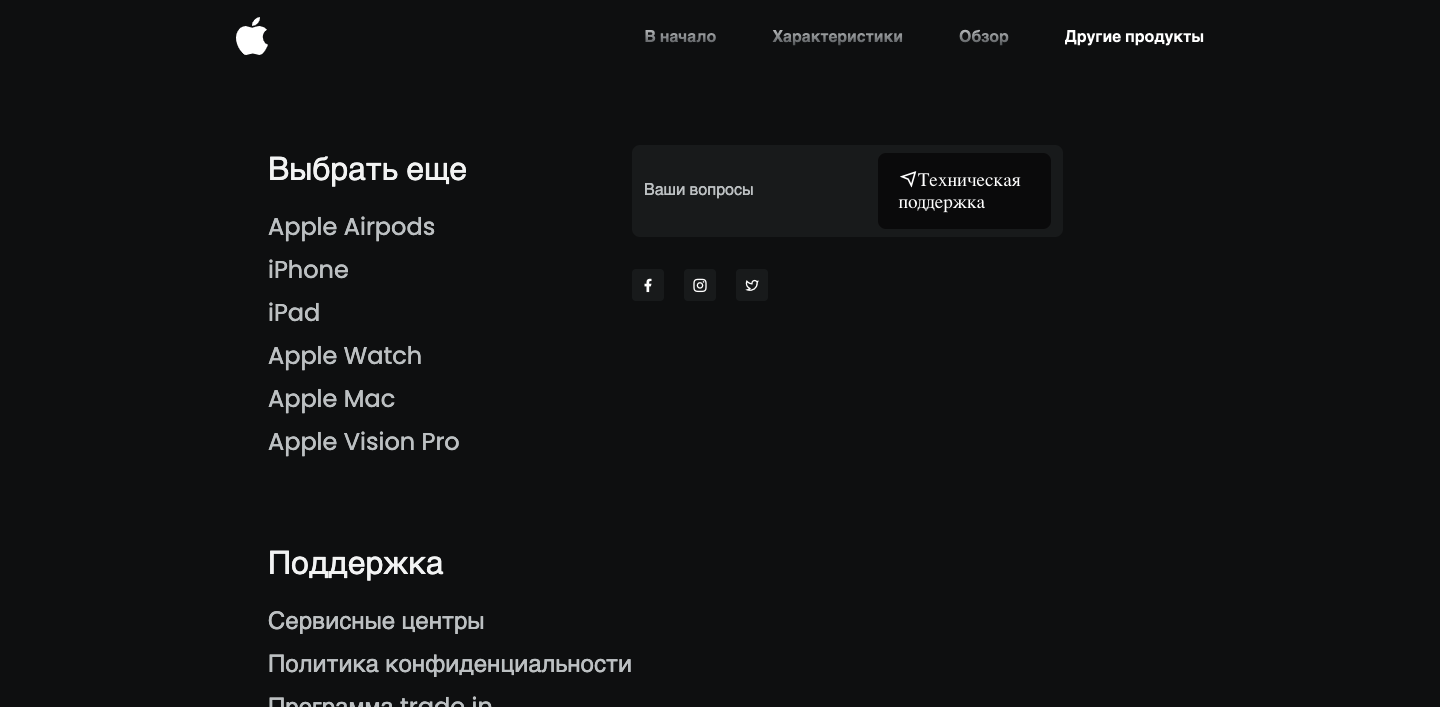 В начало Характеристики Обзор Другие продукты
Выбрать еще
Apple Airpods
iPhone
iPad
Apple Watch
Apple Mac
Apple Vision Pro
Ваши вопросы
Техническая
поддержка
Поддержка
Сервисные центры
Политика конфиденциальности
Программа trade in